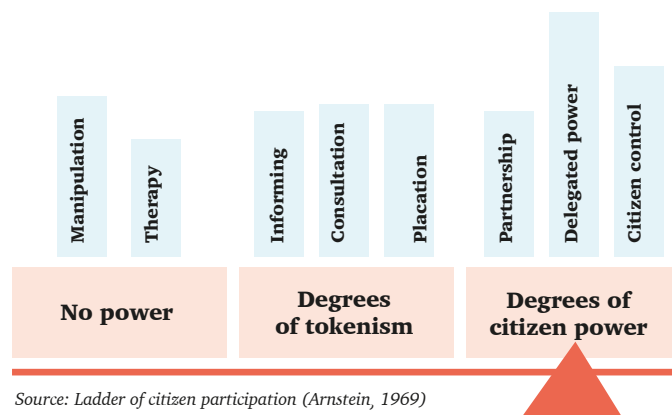 Manipulation
Therapy
Informing
Consultation
Placation
Partnership
Delegated power
Citizen control
No power
Degrees
of tokenism
Degrees of
citizen power
Source: Ladder of citizen participation (Arnstein, 1969)